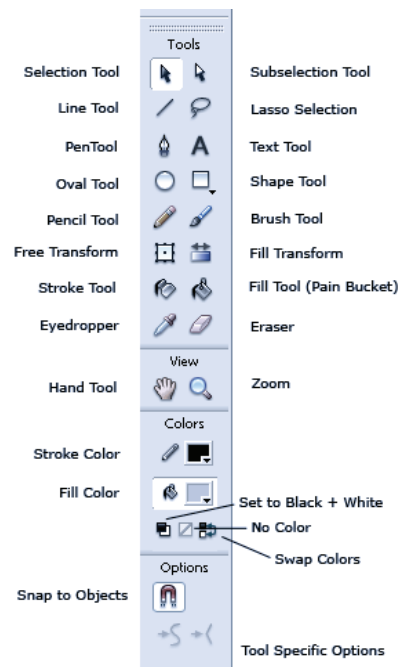 Tools
Selection Tool
Subselection Tool
Line Tool
Lasso Selection
PenTool
Text Tool
Oval Tool
Shape Tool
Pencil Tool
Brush Tool
Free Transform
Fill Transform
Stroke Tool
Fill Tool (Pain Bucket)
Eyedropper
Eraser
View
Hand Tool
Zoom
Colors
Stroke Color
Fill Color
Set to Black + White
No Color
Swap Colors
Options
Snap to Objects
Tool Specific Options